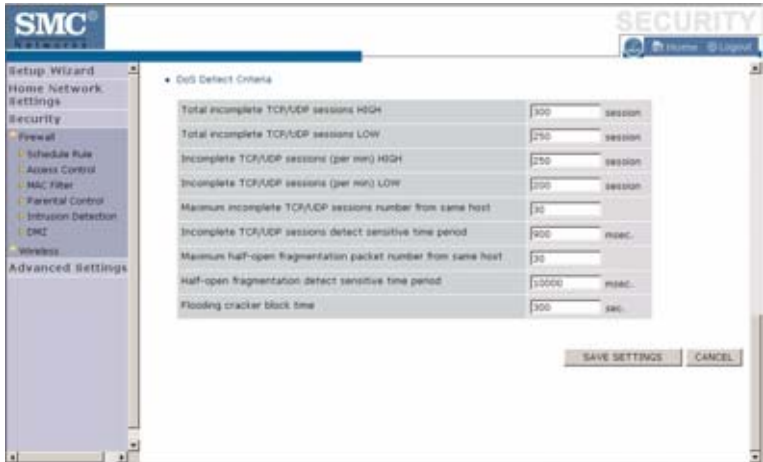 SMC®
Networks
SECURITY
Home Logout
Setup Wizard
Home Network
Settings
Security
Firewall
Schedule Rule
Access Control
MAC Filter
Parental Control
Intrusion Detection
DMZ
Wireless
Advanced Settings
DoS Detect Criteria
Total incomplete TCP/UDP sessions HIGH 300 session
Total incomplete TCP/UDP sessions LOW 250 session
Incomplete TCP/UDP sessions (per min) HIGH 250 session
Incomplete TCP/UDP sessions (per min) LOW 200 session
Maximum incomplete TCP/UDP sessions number from same host 30
Incomplete TCP/UDP sessions detect sensitive time period 900 msec.
Maximum half-open fragmentation packet number from same host 30
Half-open fragmentation detect sensitive time period 10000 msec.
Flooding cracker block time 300 sec.
SAVE SETTINGS CANCEL